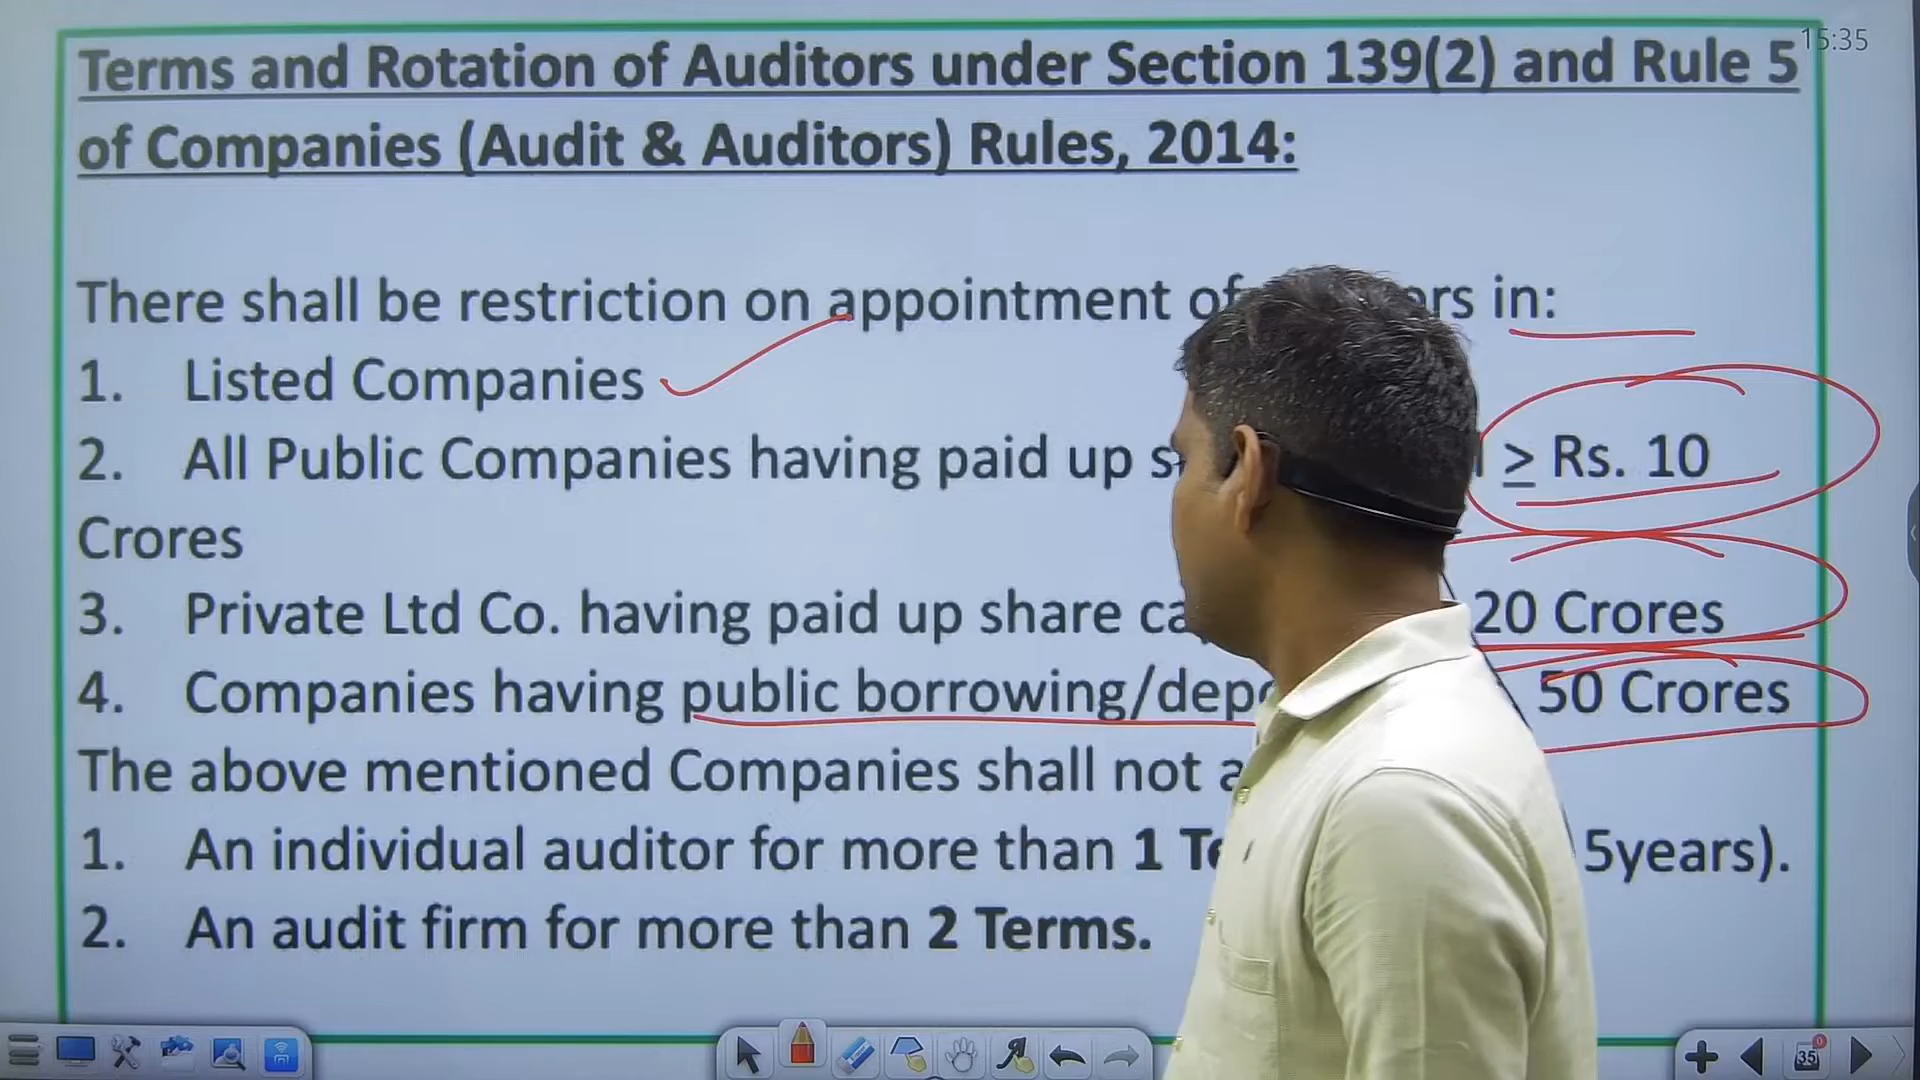 15:35
Terms and Rotation of Auditors under Section 139(2) and Rule 5
of Companies (Audit & Auditors) Rules, 2014:
There shall be restriction on appointment of in:
1. Listed Companies
2. All Public Companies having paid up ≥ Rs. 10
Crores
3. Private Ltd Co. having paid up share 20 Crores
4. Companies having public borrowing/ 50 Crores
The above mentioned Companies shall not
1. An individual auditor for more than 1 5years).
2. An audit firm for more than 2 Terms.
35
0